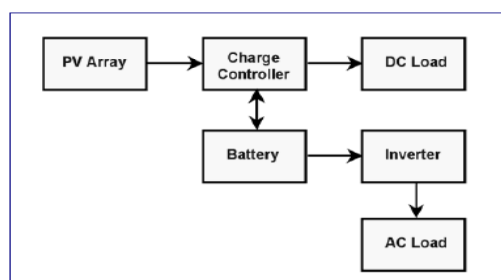 PV Array
Charge
Controller
DC Load
Battery
Inverter
AC Load